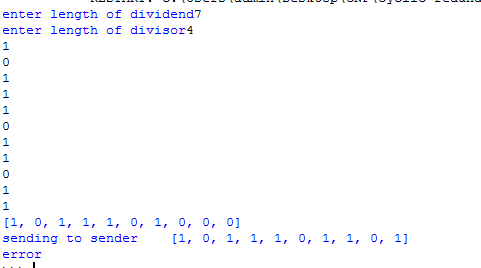 enter length of dividend7
enter length of divisor4
1
0
1
1
1
0
1
1
0
1
1
[1, 0, 1, 1, 1, 0, 1, 0, 0, 0]
sending to sender    [1, 0, 1, 1, 1, 0, 1, 1, 0, 1]
error